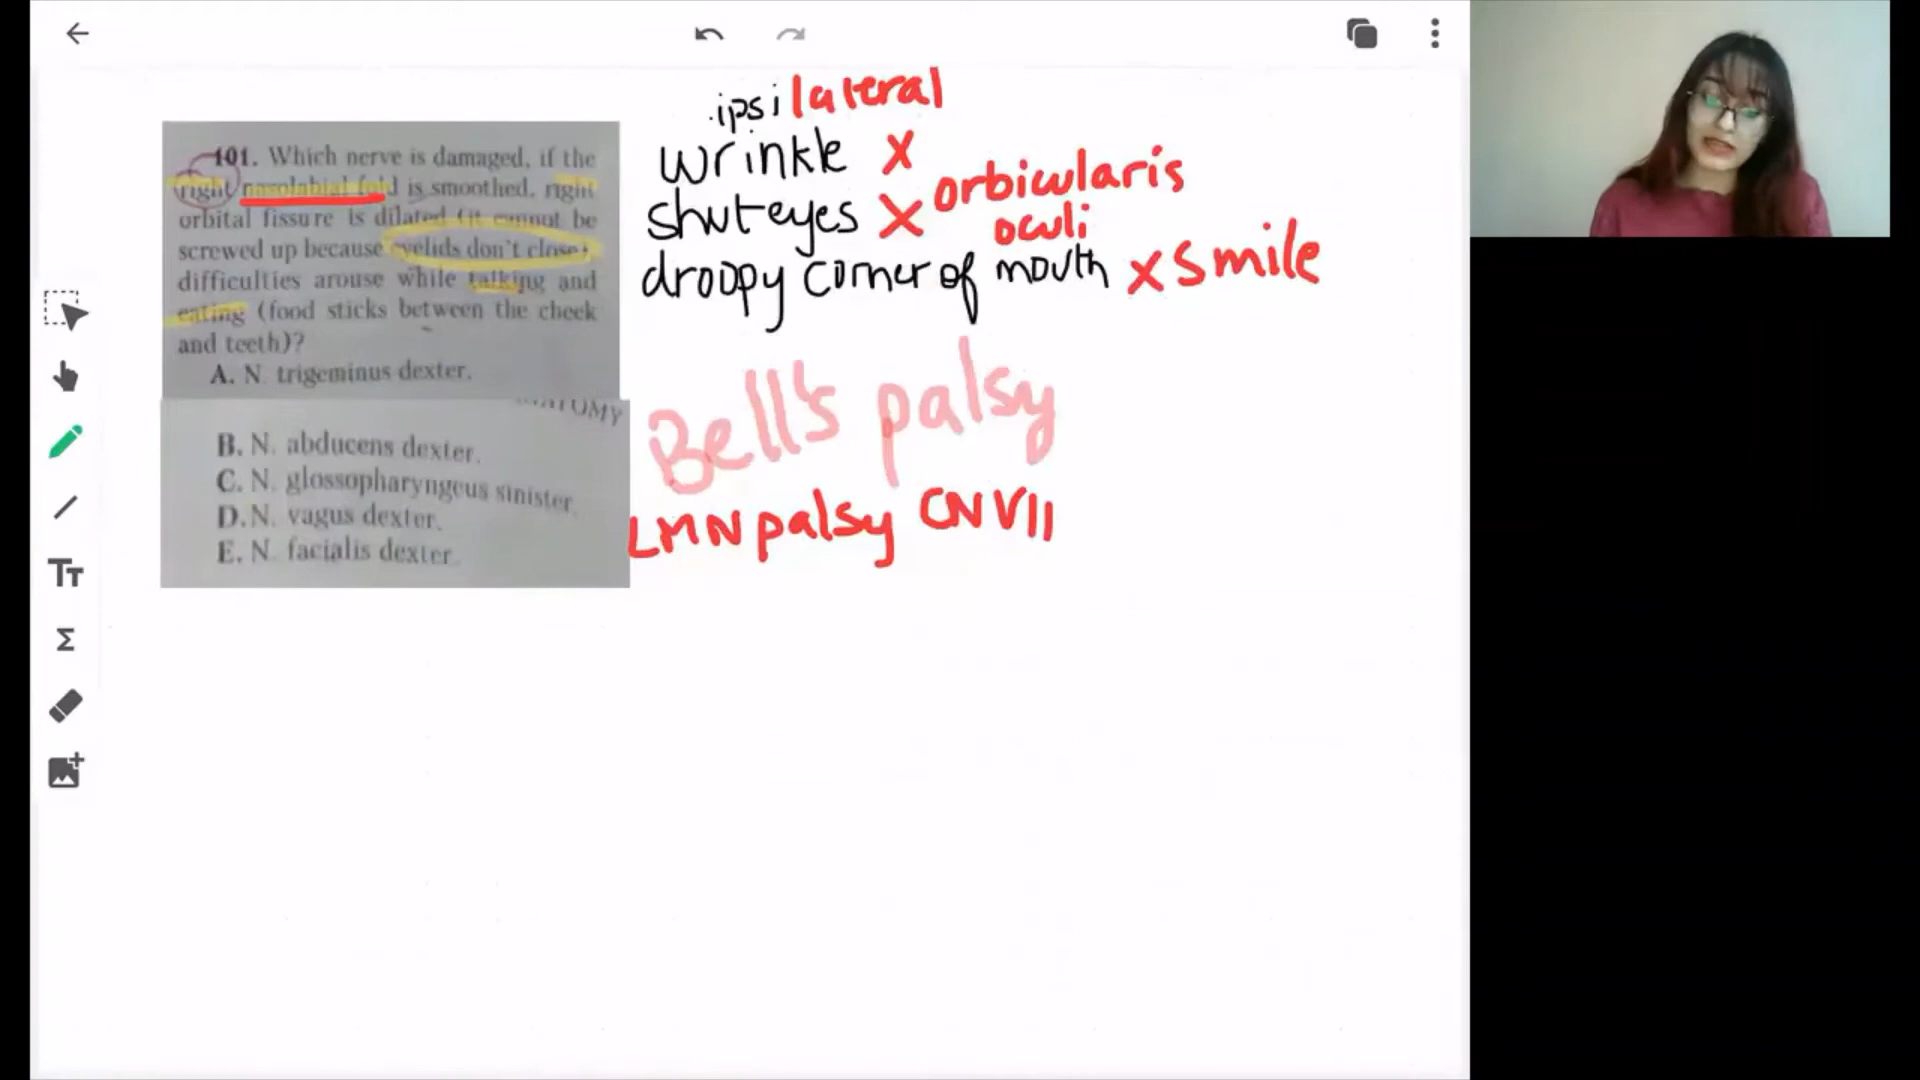 101. Which nerve is damaged, if the
right nasolabial fold is smoothed, right
orbital fissure is dilated (it cannot be
screwed up because eyelids don't close)
difficulties arouse while talking and
eating (food sticks between the cheek
and teeth)?
A. N. trigeminus dexter.
B. N. abducens dexter.
C. N. glossopharyngeus sinister.
D. N. vagus dexter.
E. N. facialis dexter.
ipsilateral
wrinkle X
shut eyes X orbicularis
oculi
droopy corner of mouth X smile
Bell's palsy
LMN palsy CN VII
TT
Σ